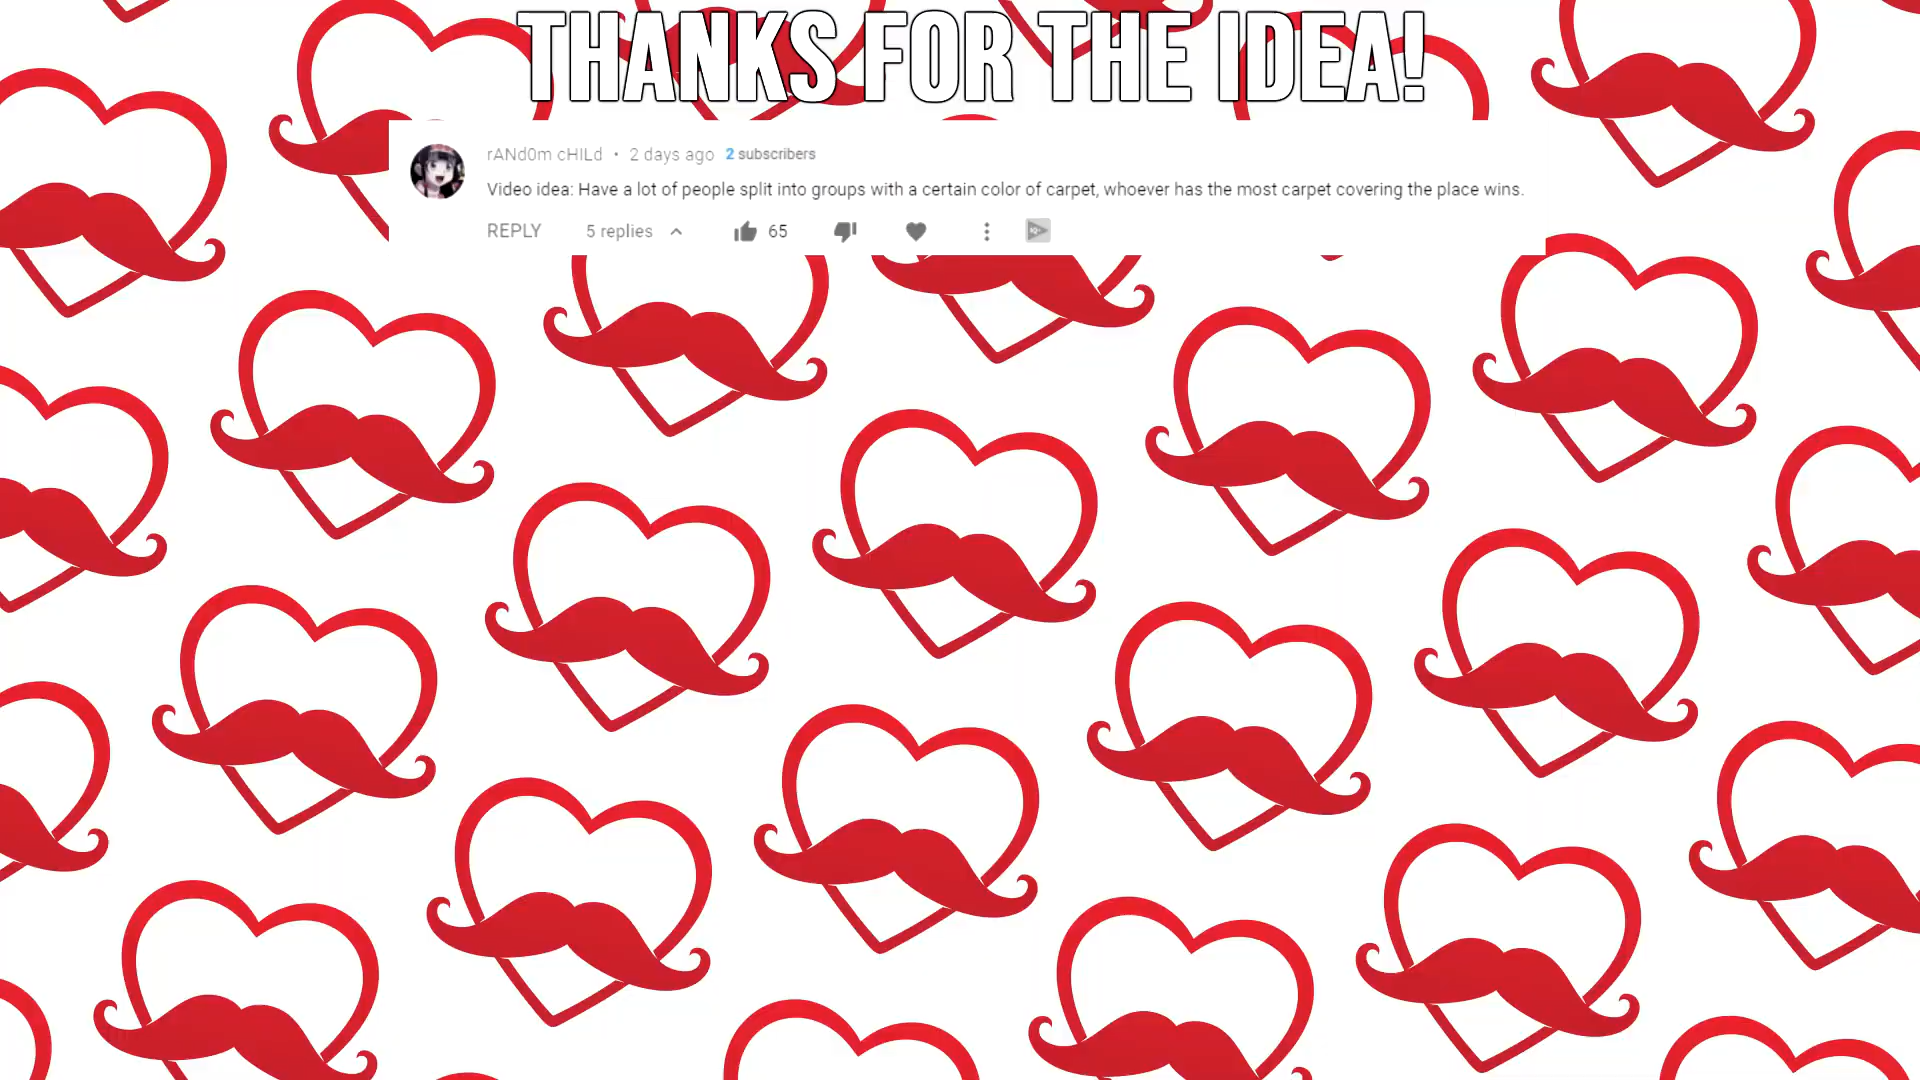 THANKS FOR THE IDEA!
rANd0m cHILd • 2 days ago 2 subscribers
Video idea: Have a lot of people split into groups with a certain color of carpet, whoever has the most carpet covering the place wins.
REPLY 5 replies 65